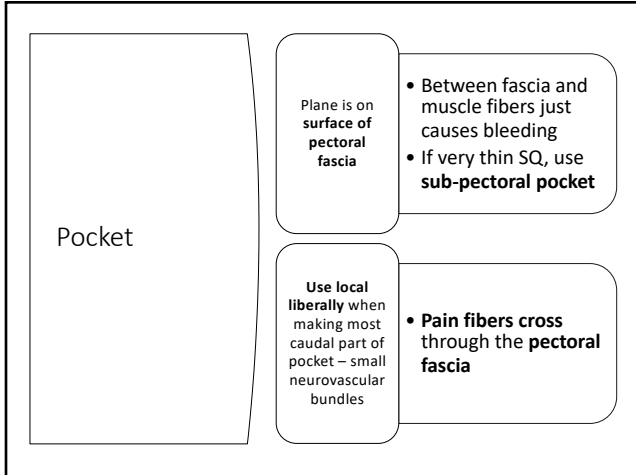 Pocket
Plane is on
surface of
pectoral
fascia
• Between fascia and
muscle fibers just
causes bleeding
• If very thin SQ, use
sub-pectoral pocket
Use local
liberally when
making most
caudal part of
pocket – small
neurovascular
bundles
• Pain fibers cross
through the pectoral
fascia